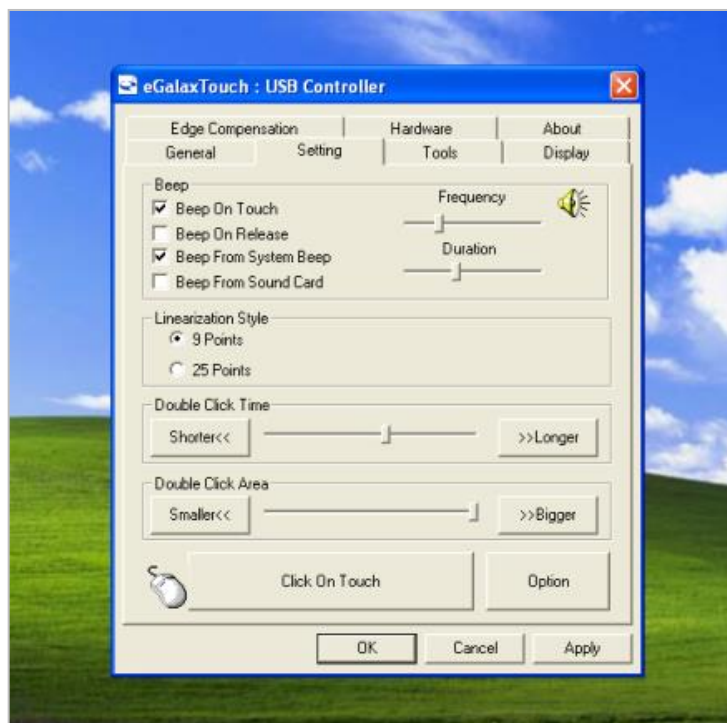 eGalaxTouch : USB Controller
Edge Compensation Hardware About
General Setting Tools Display
Beep
Beep On Touch
Beep On Release
Beep From System Beep
Beep From Sound Card
Frequency
Duration
Linearization Style
9 Points
25 Points
Double Click Time
Shorter<< >>Longer
Double Click Area
Smaller<< >>Bigger
Click On Touch Option
OK Cancel Apply